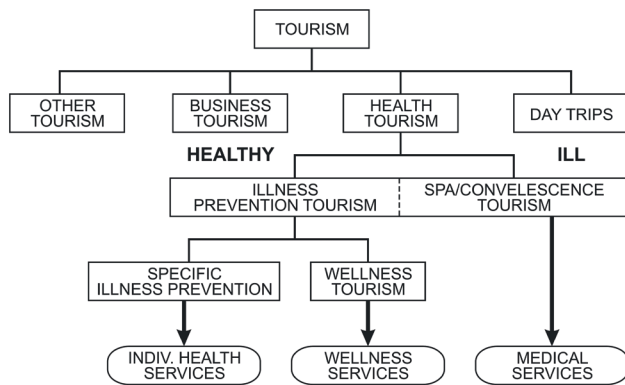 TOURISM
OTHER
TOURISM
BUSINESS
TOURISM
HEALTH
TOURISM
DAY TRIPS
HEALTHY
ILL
ILLNESS
PREVENTION TOURISM
SPA/CONVELESCENCE
TOURISM
SPECIFIC
ILLNESS PREVENTION
WELLNESS
TOURISM
INDIV. HEALTH
SERVICES
WELLNESS
SERVICES
MEDICAL
SERVICES